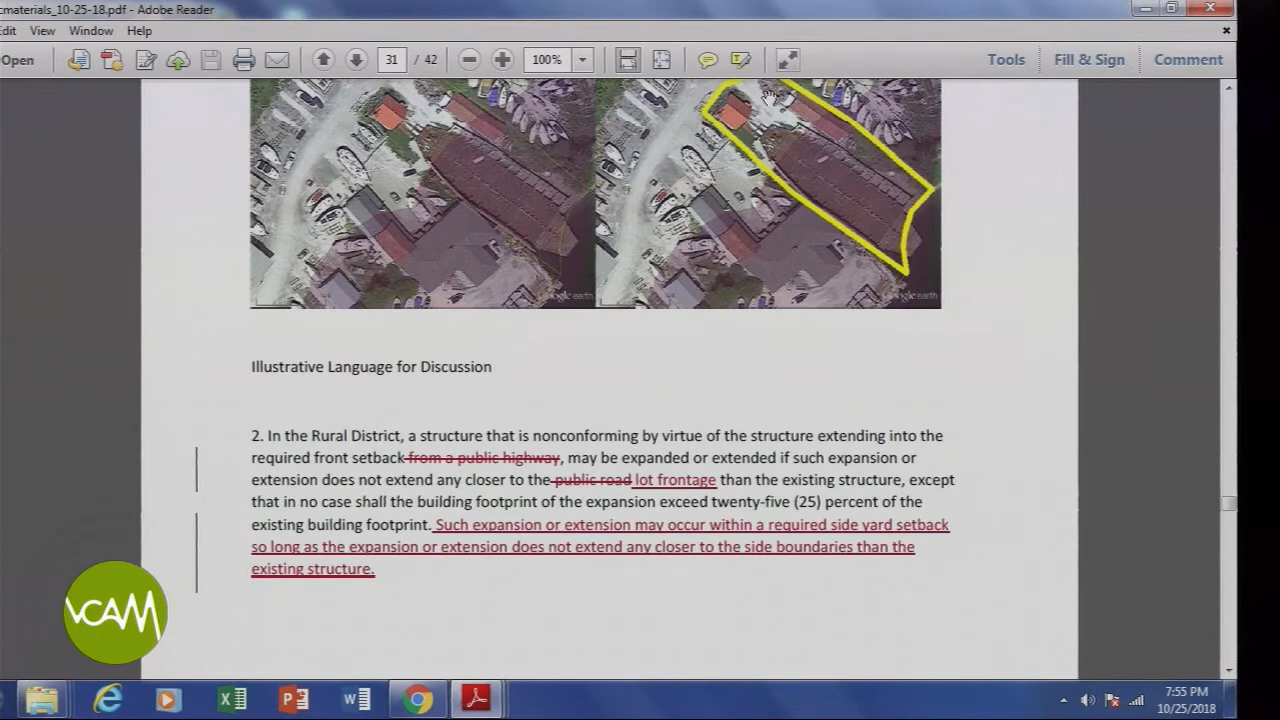 cmaterials_10-25-18.pdf - Adobe Reader
Edit View Window Help
Open 31 / 42 100% Tools Fill & Sign Comment
google earth google earth
Illustrative Language for Discussion
2. In the Rural District, a structure that is nonconforming by virtue of the structure extending into the
required front setback from a public highway, may be expanded or extended if such expansion or
extension does not extend any closer to the public road lot frontage than the existing structure, except
that in no case shall the building footprint of the expansion exceed twenty-five (25) percent of the
existing building footprint. Such expansion or extension may occur within a required side yard setback
so long as the expansion or extension does not extend any closer to the side boundaries than the
existing structure.
VCAM
7:55 PM
10/25/2018